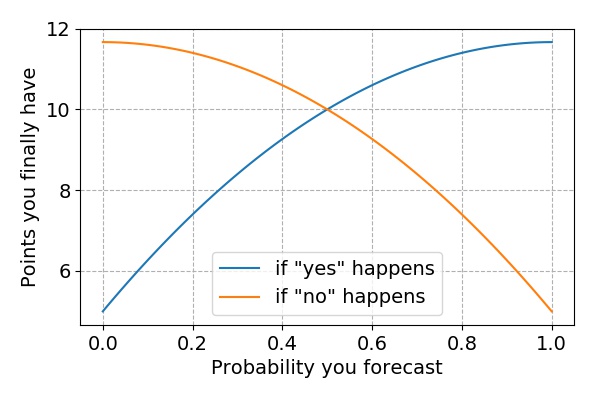 12
10
8
6
Points you finally have
if "yes" happens
if "no" happens
0.0 0.2 0.4 0.6 0.8 1.0
Probability you forecast